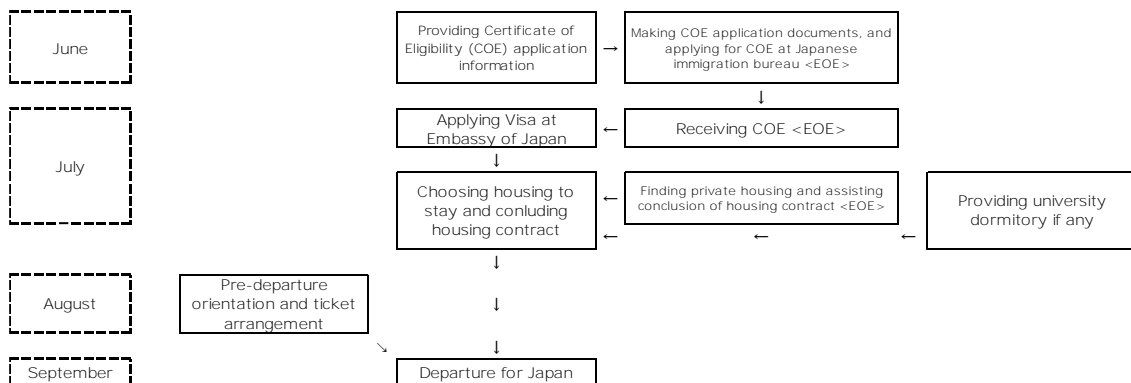 June
Providing Certificate of
Eligibility (COE) application
information
→
Making COE application documents, and
applying for COE at Japanese
immigration bureau <EOE>
↓
July
Applying Visa at
Embassy of Japan
←
Receiving COE <EOE>
↓
Choosing housing to
stay and conluding
housing contract
←
Finding private housing and assisting
conclusion of housing contract <EOE>
Providing university
dormitory if any
← ← ←
↓
August
Pre-departure
orientation and ticket
arrangement
↓
↘ ↓
September
Departure for Japan